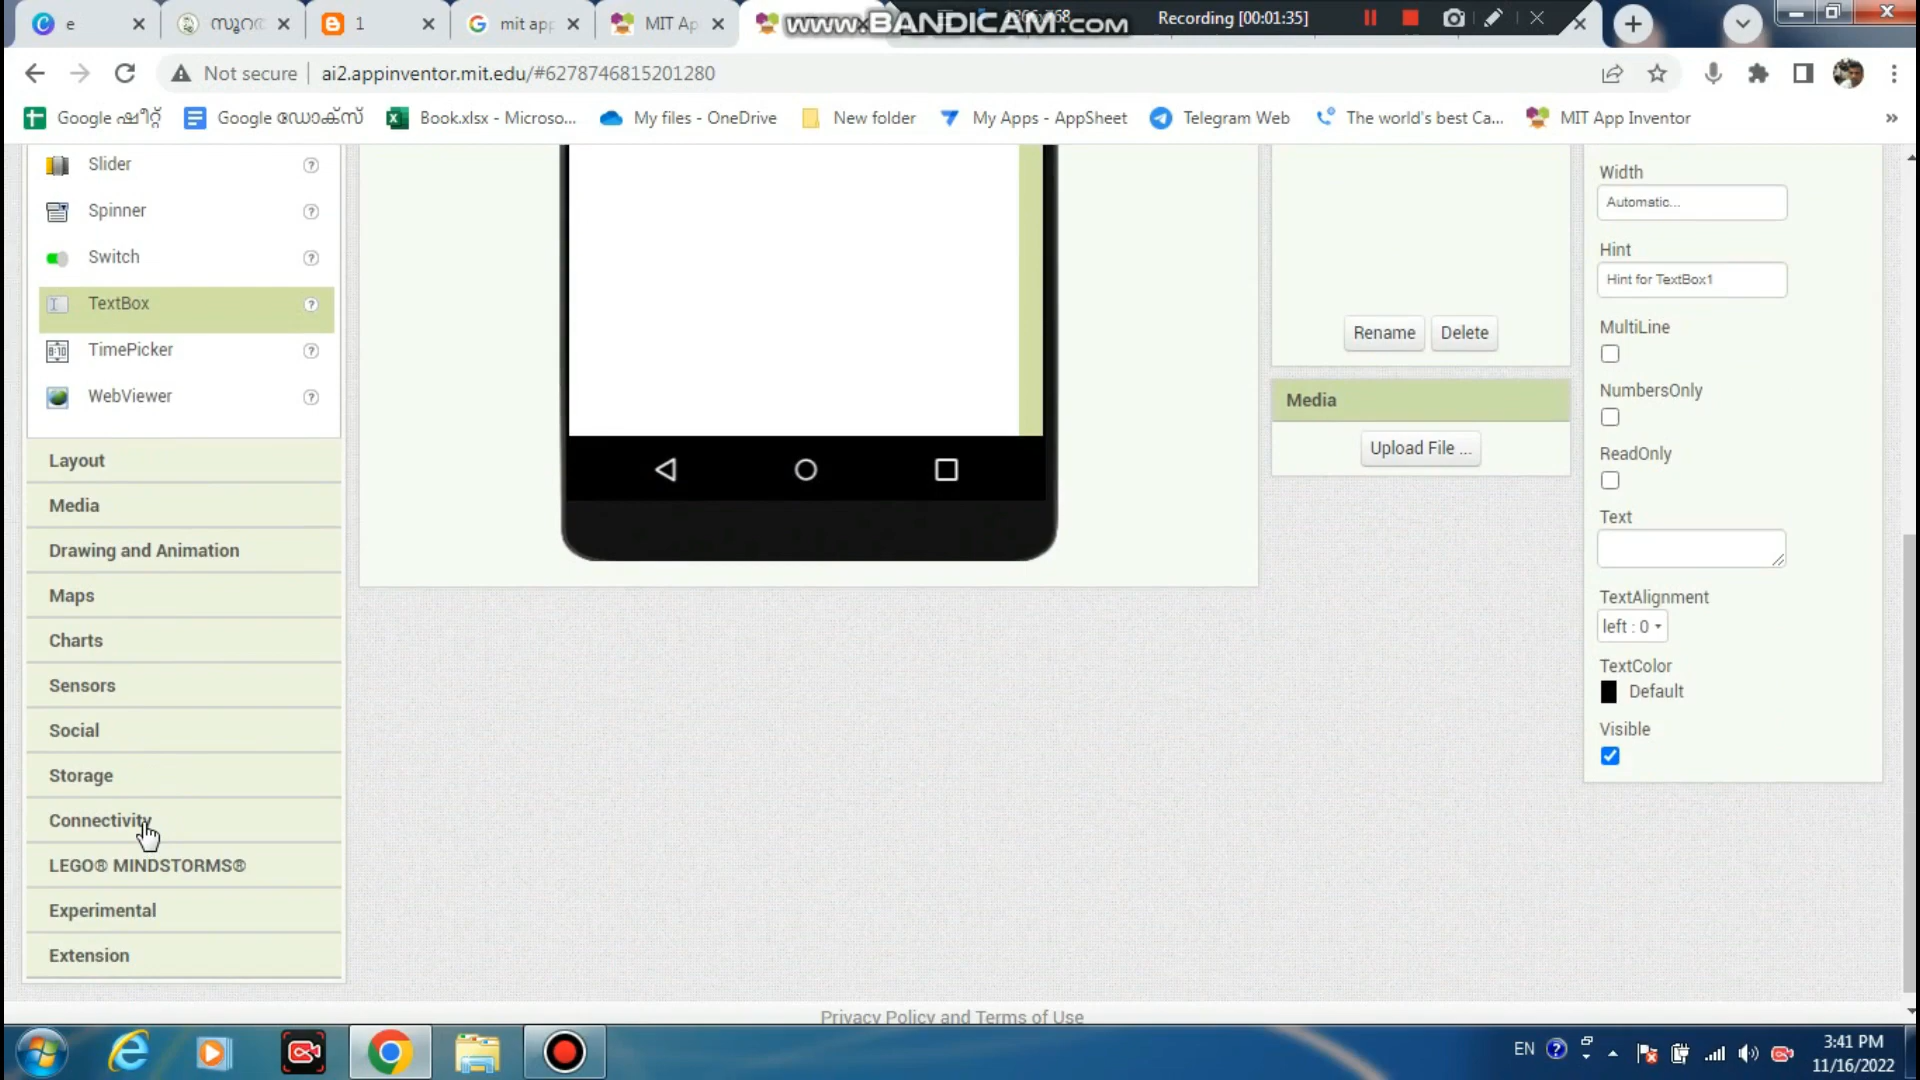 e
സൂറത
1
mit app
MIT Ap
www.BANDICAM.com
Recording [00:01:35]
Not secure
ai2.appinventor.mit.edu/#6278746815201280
Google ഷീറ്റ്
Google ഡോക്സ്
Book.xlsx - Microso...
My files - OneDrive
New folder
My Apps - AppSheet
Telegram Web
The world's best Ca...
MIT App Inventor
»
Slider
Spinner
Switch
TextBox
TimePicker
WebViewer
Layout
Media
Drawing and Animation
Maps
Charts
Sensors
Social
Storage
Connectivity
LEGO® MINDSTORMS®
Experimental
Extension
Rename
Delete
Media
Upload File ...
Width
Automatic...
Hint
Hint for TextBox1
MultiLine
NumbersOnly
ReadOnly
Text
TextAlignment
left : 0
TextColor
Default
Visible
Privacy Policy and Terms of Use
EN
3:41 PM
11/16/2022